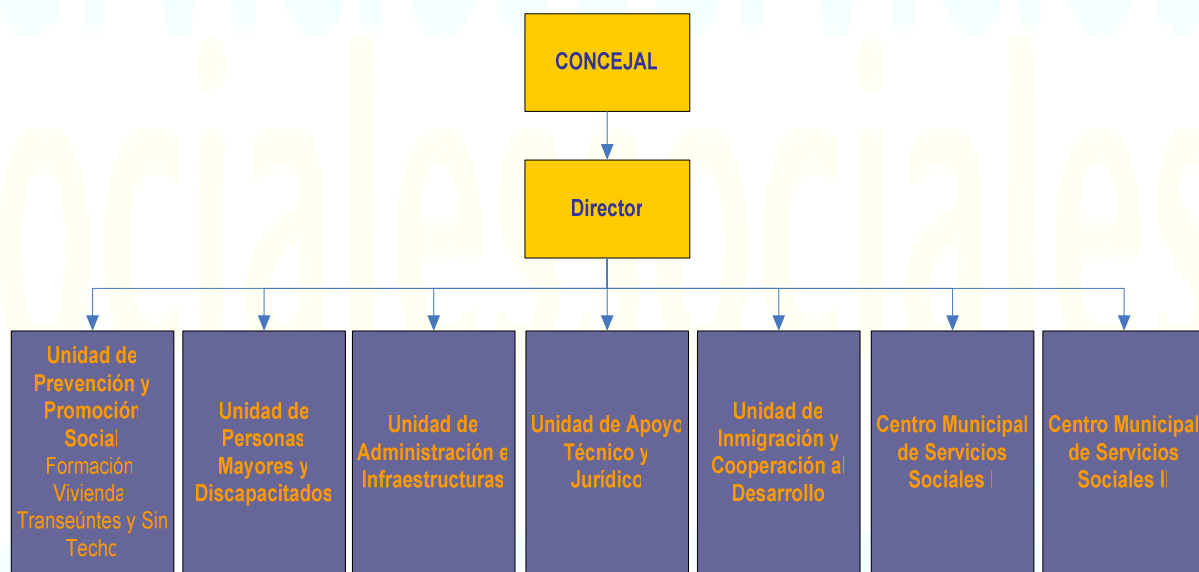 CONCEJAL
Director
Unidad de
Prevención y
Promoción
Social
Formación
Vivienda
Transeúntes y Sin
Techo
Unidad de
Personas
Mayores y
Discapacitados
Unidad de
Administración e
Infraestructuras
Unidad de Apoyo
Técnico y
Jurídico
Unidad de
Inmigración y
Cooperación al
Desarrollo
Centro Municipal
de Servicios
Sociales I
Centro Municipal
de Servicios
Sociales II